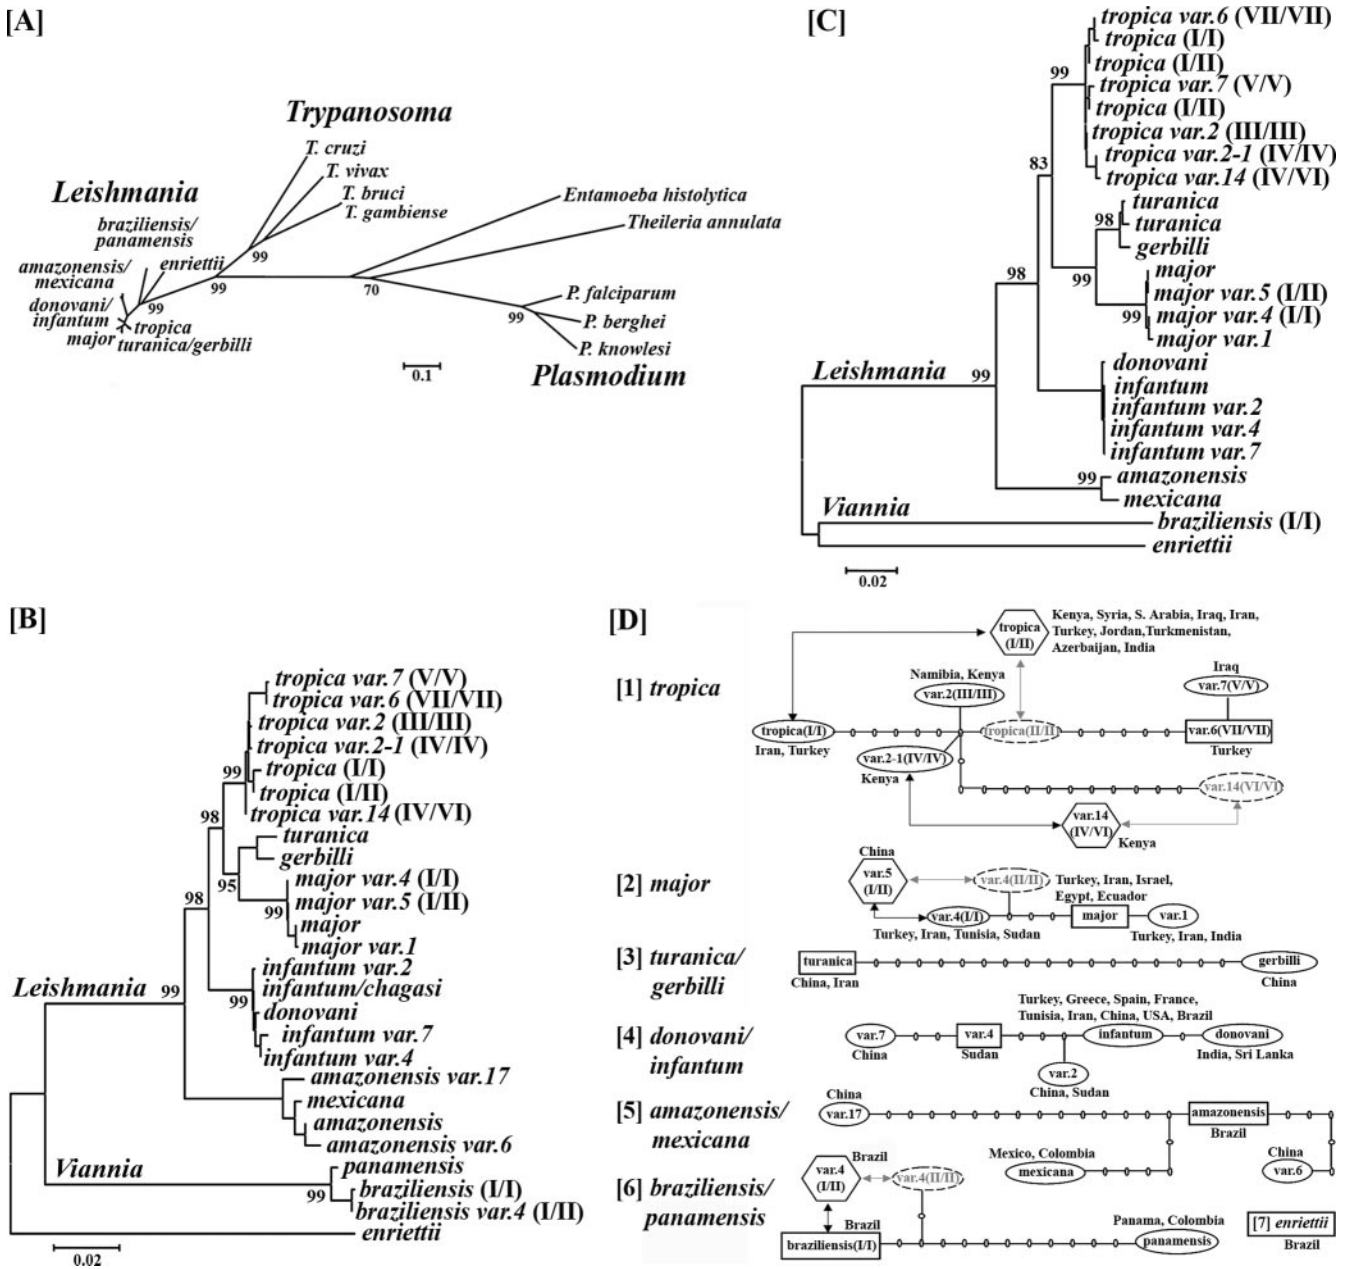 [A]
Trypanosoma
T. cruzi
T. vivax
T. bruci
T. gambiense
Leishmania
braziliensis/
panamensis
enriettii
amazonensis/
mexicana
donovani/
infantum
major
tropica
turanica/gerbilli
99
99
99
70
99
Entamoeba histolytica
Theileria annulata
P. falciparum
P. berghei
P. knowlesi
Plasmodium
0.1
[C]
tropica var.6 (VII/VII)
tropica (I/I)
tropica (I/II)
tropica var.7 (V/V)
tropica (I/II)
tropica var.2 (III/III)
tropica var.2-1 (IV/IV)
tropica var.14 (IV/VI)
turanica
turanica
gerbilli
major
major var.5 (I/II)
major var.4 (I/I)
major var.1
donovani
infantum
infantum var.2
infantum var.4
infantum var.7
amazonensis
mexicana
braziliensis (I/I)
enriettii
99
83
98
98
99
99
99
99
Leishmania
Viannia
0.02
[B]
tropica var.7 (V/V)
tropica var.6 (VII/VII)
tropica var.2 (III/III)
tropica var.2-1 (IV/IV)
tropica (I/I)
tropica (I/II)
tropica var.14 (IV/VI)
turanica
gerbilli
major var.4 (I/I)
major var.5 (I/II)
major
major var.1
infantum var.2
infantum/chagasi
donovani
infantum var.7
infantum var.4
amazonensis var.17
mexicana
amazonensis
amazonensis var.6
panamensis
braziliensis (I/I)
braziliensis var.4 (I/II)
enriettii
99
98
95
98
99
99
99
99
Leishmania
Viannia
0.02
[D]
[1] tropica
tropica
(I/II)
Kenya, Syria, S. Arabia, Iraq, Iran,
Turkey, Jordan,Turkmenistan,
Azerbaijan, India
Namibia, Kenya
var.2(III/III)
Iraq
var.7(V/V)
tropica(I/I)
Iran, Turkey
tropica(II/II)
var.6(VII/VII)
Turkey
var.2-1(IV/IV)
Kenya
var.14(VI/VI)
var.14
(IV/VI)
Kenya
[2] major
China
var.5
(I/II)
var.4(II/II)
Turkey, Iran, Israel,
Egypt, Ecuador
var.4(I/I)
Turkey, Iran, Tunisia, Sudan
major
var.1
Turkey, Iran, India
[3] turanica/
gerbilli
turanica
China, Iran
gerbilli
China
[4] donovani/
infantum
Turkey, Greece, Spain, France,
Tunisia, Iran, China, USA, Brazil
var.7
China
var.4
Sudan
infantum
donovani
India, Sri Lanka
var.2
China, Sudan
[5] amazonensis/
mexicana
China
var.17
amazonensis
Brazil
Mexico, Colombia
mexicana
China
var.6
[6] braziliensis/
panamensis
var.4
(I/II)
Brazil
var.4(II/II)
Brazil
braziliensis(I/I)
Panama, Colombia
panamensis
[7] enriettii
Brazil